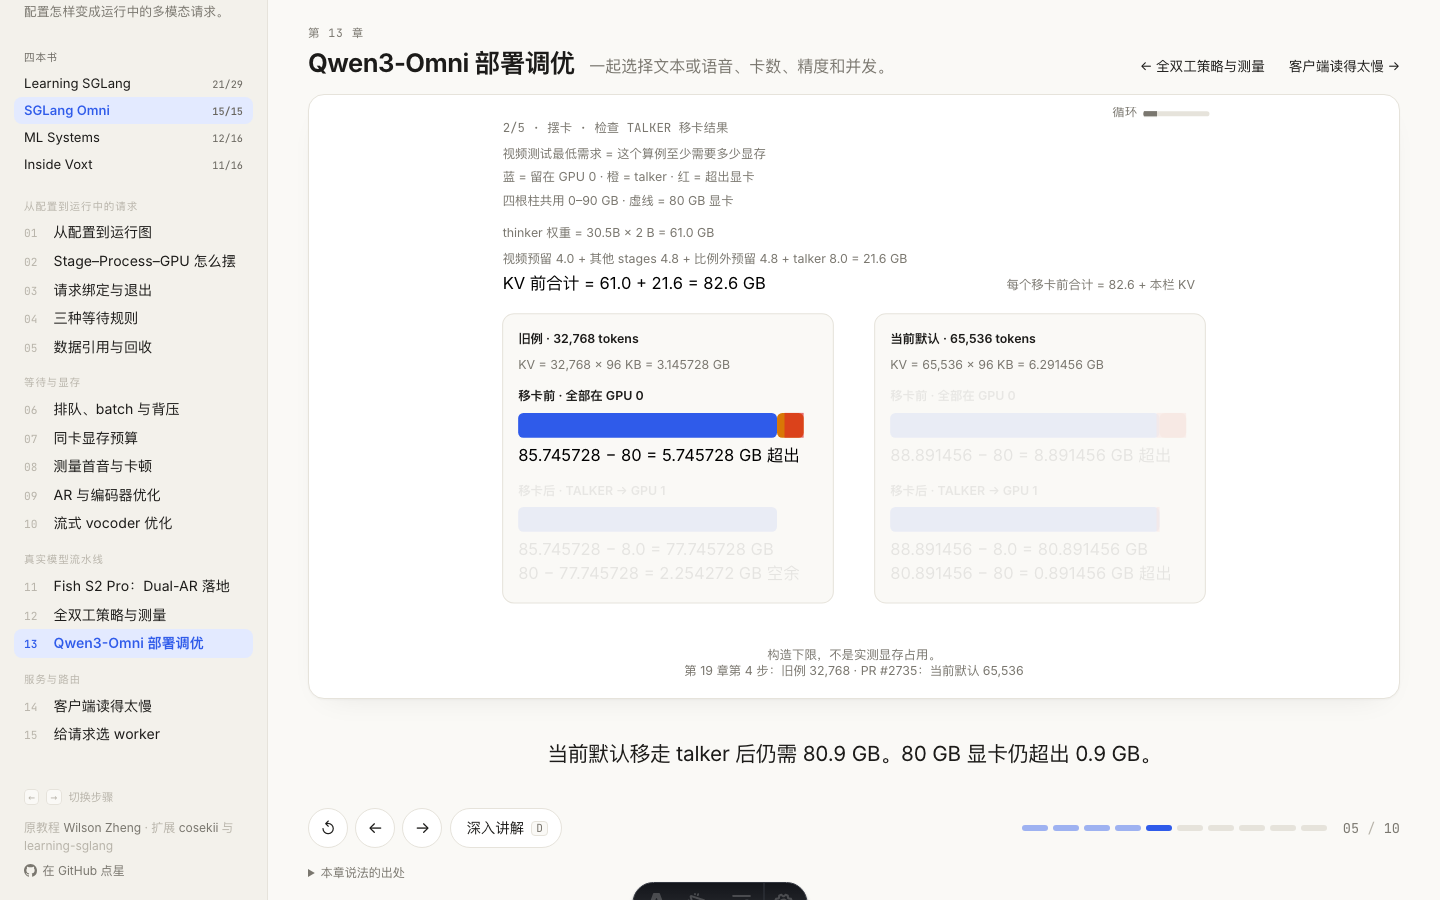 配置怎样变成运行中的多模态请求。
四本书
Learning SGLang 21/29
SGLang Omni 15/15
ML Systems 12/16
Inside Voxt 11/16
从配置到运行中的请求
01 从配置到运行图
02 Stage–Process–GPU 怎么摆
03 请求绑定与退出
04 三种等待规则
05 数据引用与回收
等待与显存
06 排队、batch 与背压
07 同卡显存预算
08 测量首音与卡顿
09 AR 与编码器优化
10 流式 vocoder 优化
真实模型流水线
11 Fish S2 Pro：Dual-AR 落地
12 全双工策略与测量
13 Qwen3-Omni 部署调优
服务与路由
14 客户端读得太慢
15 给请求选 worker
← → 切换步骤
原教程 Wilson Zheng · 扩展 cosekii 与
learning-sglang
在 GitHub 点星
第 13 章
Qwen3-Omni 部署调优 一起选择文本或语音、卡数、精度和并发。
← 全双工策略与测量 客户端读得太慢 →
循环
2/5 · 摆卡 · 检查 TALKER 移卡结果
视频测试最低需求 = 这个算例至少需要多少显存
蓝 = 留在 GPU 0 · 橙 = talker · 红 = 超出显卡
四根柱共用 0–90 GB · 虚线 = 80 GB 显卡
thinker 权重 = 30.5B × 2 B = 61.0 GB
视频预留 4.0 + 其他 stages 4.8 + 比例外预留 4.8 + talker 8.0 = 21.6 GB
KV 前合计 = 61.0 + 21.6 = 82.6 GB
每个移卡前合计 = 82.6 + 本栏 KV
旧例 · 32,768 tokens
KV = 32,768 × 96 KB = 3.145728 GB
移卡前 · 全部在 GPU 0
85.745728 − 80 = 5.745728 GB 超出
移卡后 · TALKER → GPU 1
85.745728 − 8.0 = 77.745728 GB
80 − 77.745728 = 2.254272 GB 空余
当前默认 · 65,536 tokens
KV = 65,536 × 96 KB = 6.291456 GB
移卡前 · 全部在 GPU 0
88.891456 − 80 = 8.891456 GB 超出
移卡后 · TALKER → GPU 1
88.891456 − 8.0 = 80.891456 GB
80.891456 − 80 = 0.891456 GB 超出
构造下限，不是实测显存占用。
第 19 章第 4 步：旧例 32,768 · PR #2735：当前默认 65,536
当前默认移走 talker 后仍需 80.9 GB。80 GB 显卡仍超出 0.9 GB。
深入讲解 D
05 / 10
本章说法的出处